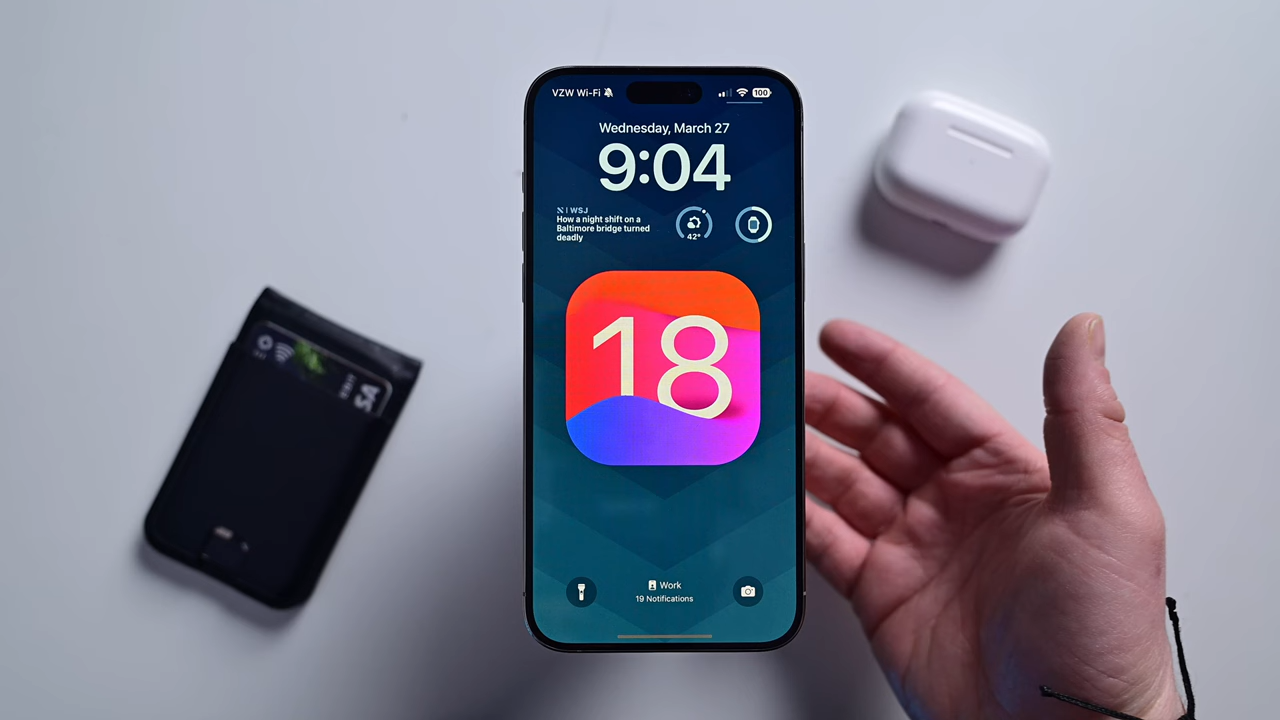 VZW Wi-Fi
100
Wednesday, March 27
9:04
WSJ
How a night shift on a
Baltimore bridge turned
deadly
42°
18
Work
19 Notifications
SA